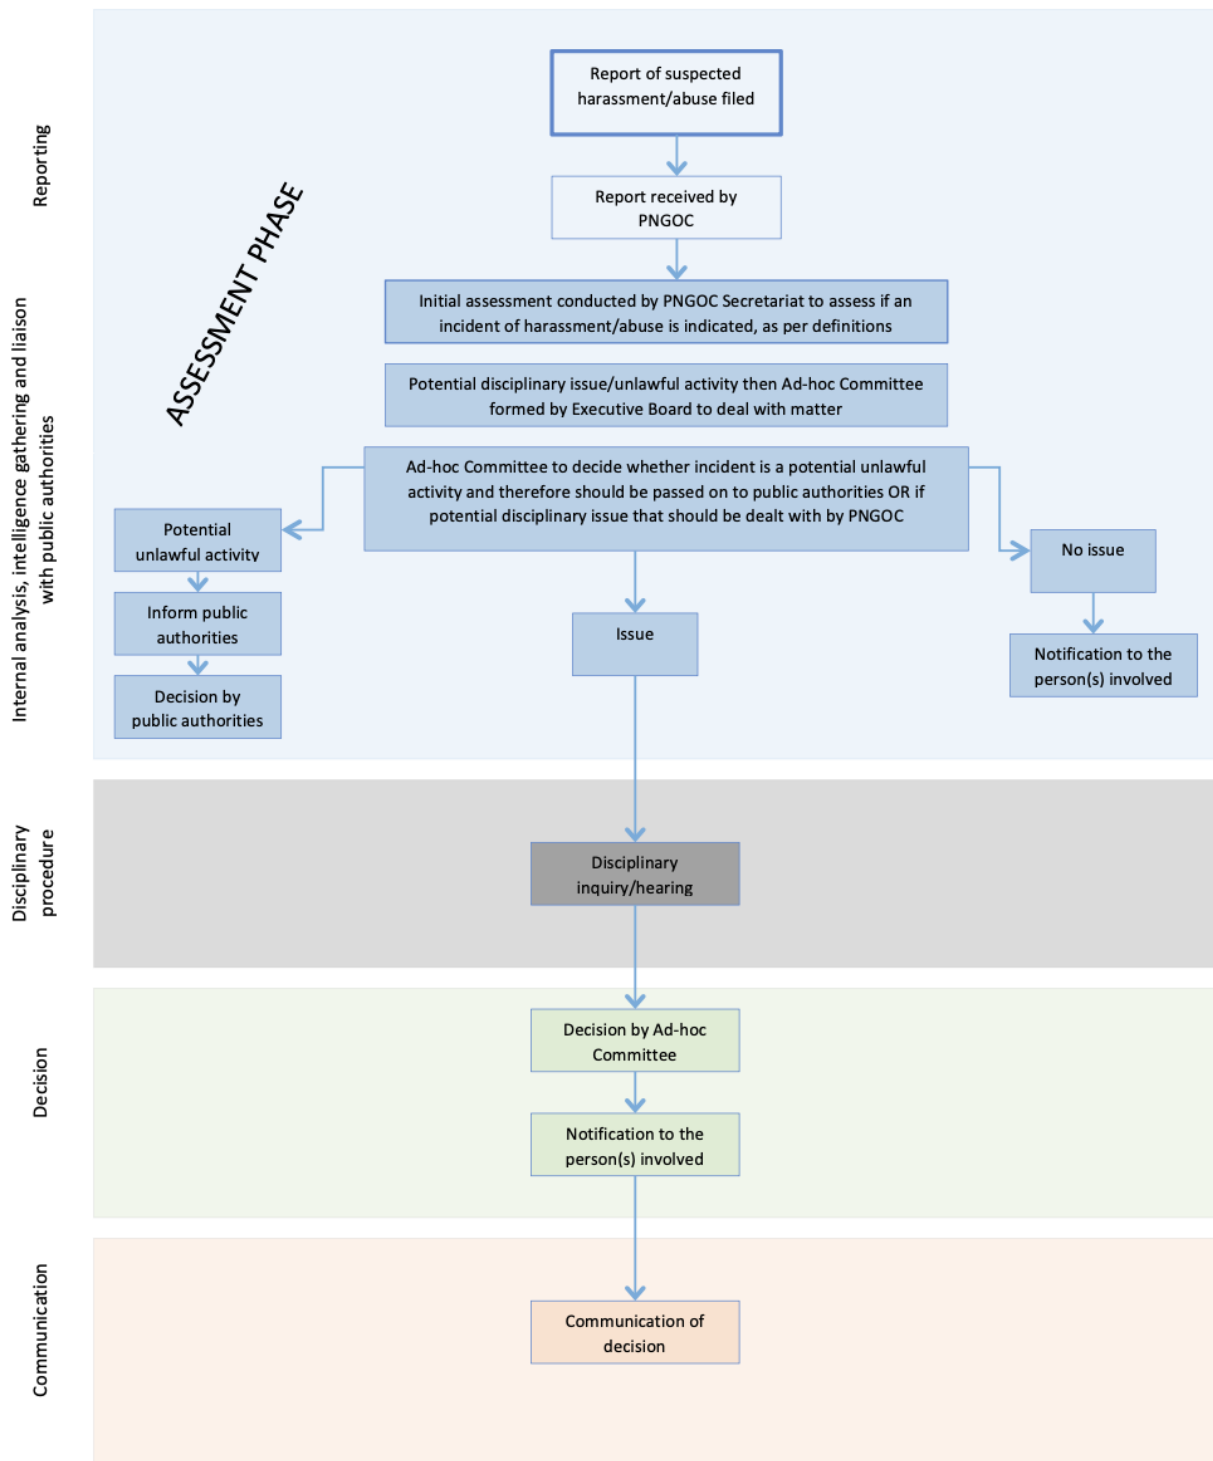 Reporting
Report of suspected
harassment/abuse filed
Report received by
PNGOC
ASSESSMENT PHASE
Internal analysis, intelligence gathering and liaison
with public authorities
Initial assessment conducted by PNGOC Secretariat to assess if an
incident of harassment/abuse is indicated, as per definitions
Potential disciplinary issue/unlawful activity then Ad-hoc Committee
formed by Executive Board to deal with matter
Ad-hoc Committee to decide whether incident is a potential unlawful
activity and therefore should be passed on to public authorities OR if
potential disciplinary issue that should be dealt with by PNGOC
Potential
unlawful activity
Inform public
authorities
Decision by
public authorities
Issue
No issue
Notification to the
person(s) involved
Disciplinary
procedure
Disciplinary
inquiry/hearing
Decision
Decision by Ad-hoc
Committee
Notification to the
person(s) involved
Communication
Communication of
decision